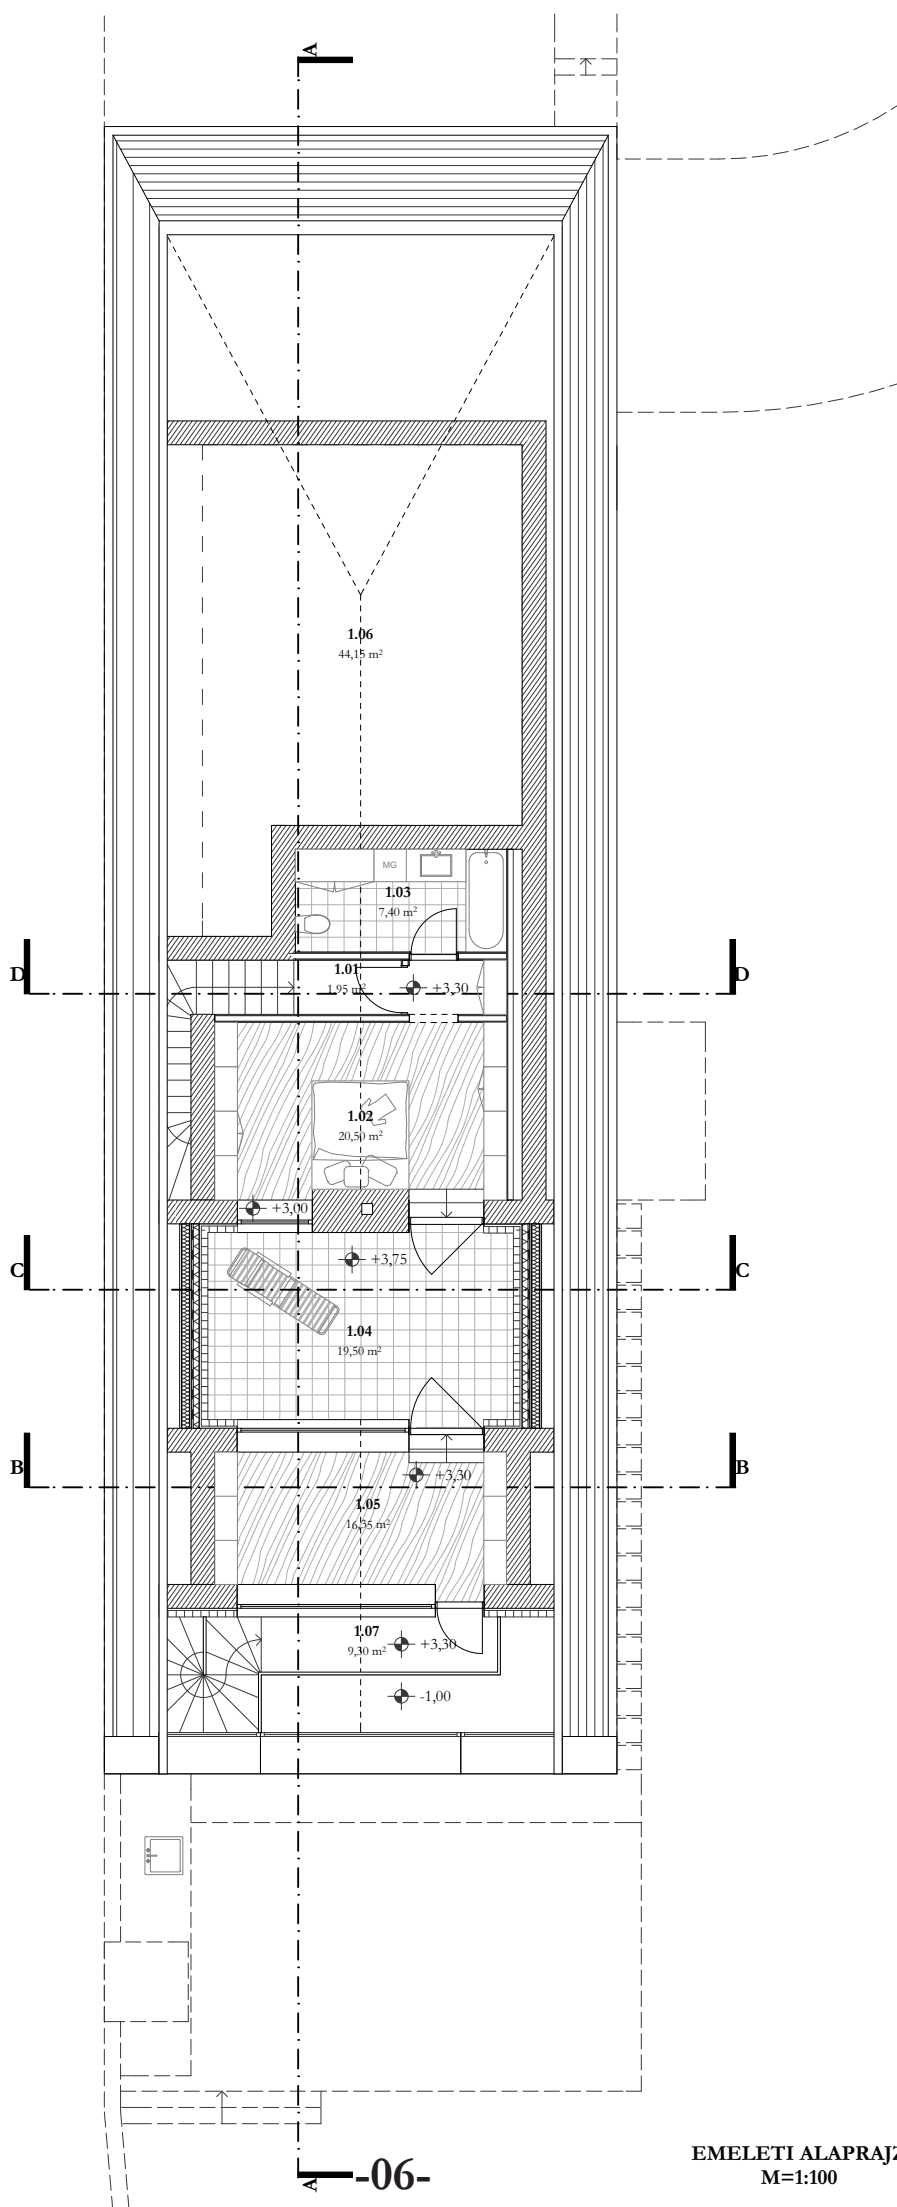 A
1.06
44,15 m²
MG
1.03
7,40 m²
D
1.01
1,95 m²
+3,30
D
1.02
20,50 m²
+3,00
+3,75
C
C
1.04
19,50 m²
B
+3,30
B
1.05
16,35 m²
1.07
9,30 m²
+3,30
-1,00
A
-06-
EMELETI ALAPRAJZ
M=1:100